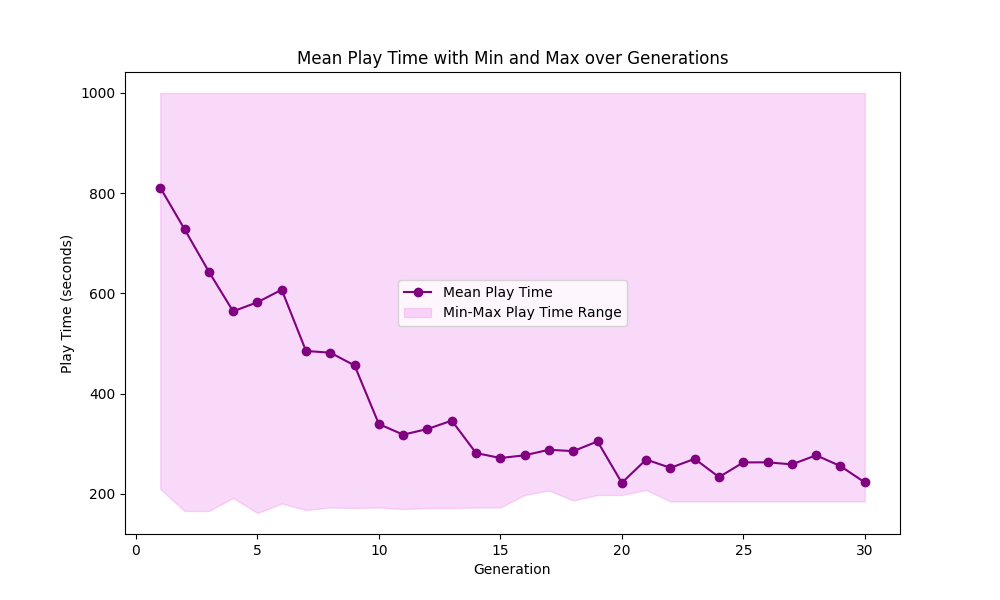 Mean Play Time with Min and Max over Generations
Play Time (seconds)
1000
800
600
400
200
Mean Play Time
Min-Max Play Time Range
0
5
10
15
20
25
30
Generation